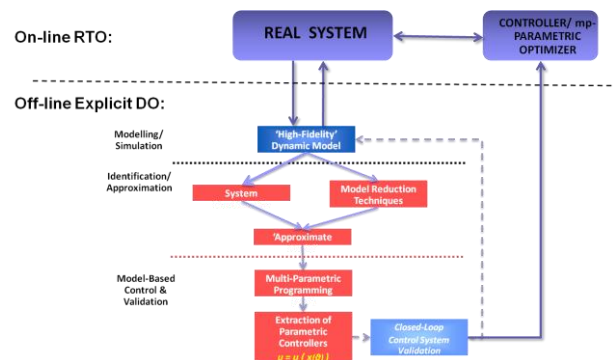 On-line RTO:
REAL SYSTEM
CONTROLLER/ mp-
PARAMETRIC
OPTIMIZER
Off-line Explicit DO:
Modelling/
Simulation
‘High-Fidelity’
Dynamic Model
Identification/
Approximation
System
Model Reduction
Techniques
‘Approximate
Model-Based
Control &
Validation
Multi-Parametric
Programming
Extraction of
Parametric
Controllers
u = u ( x(θ) )
Closed-Loop
Control System
Validation